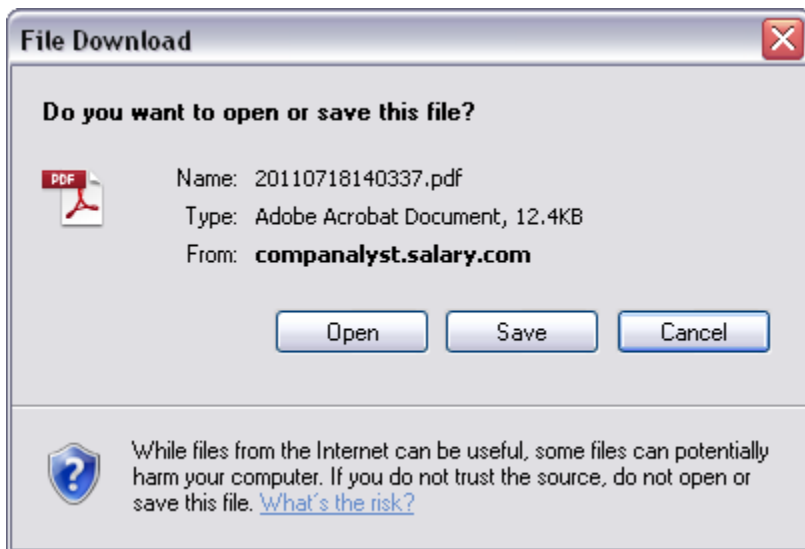 File Download
Do you want to open or save this file?
PDF
Name: 20110718140337.pdf
Type: Adobe Acrobat Document, 12.4KB
From: companalyst.salary.com
Open Save Cancel
While files from the Internet can be useful, some files can potentially
harm your computer. If you do not trust the source, do not open or
save this file. What's the risk?